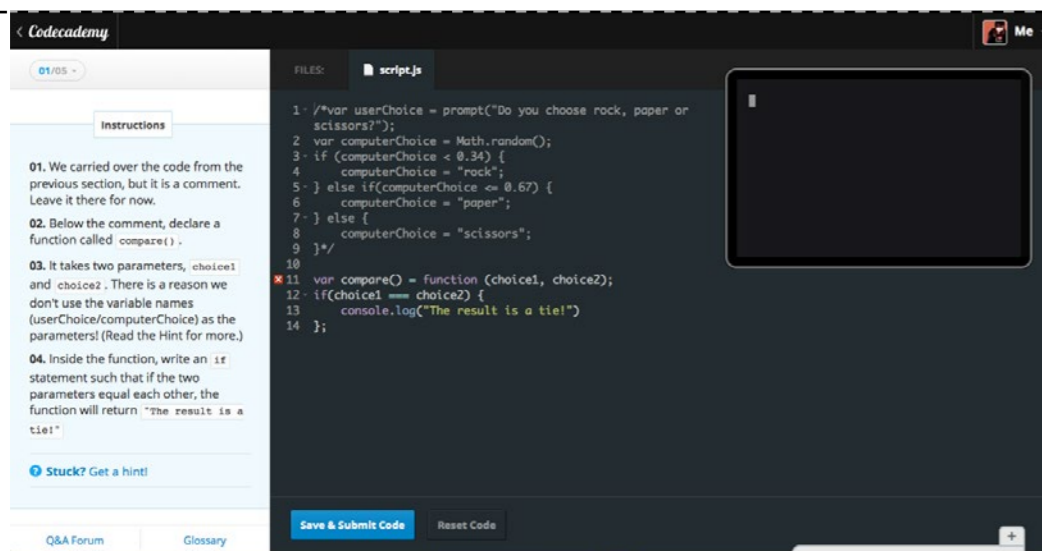 < Codecademy
Me
01/05
Instructions
01. We carried over the code from the
previous section, but it is a comment.
Leave it there for now.
02. Below the comment, declare a
function called compare().
03. It takes two parameters, choice1
and choice2. There is a reason we
don't use the variable names
(userChoice/computerChoice) as the
parameters! (Read the Hint for more.)
04. Inside the function, write an if
statement such that if the two
parameters equal each other, the
function will return "The result is a
tie!"
? Stuck? Get a hint!
Q&A Forum Glossary
FILES: script.js
1 /*var userChoice = prompt("Do you choose rock, paper or
scissors?");
2 var computerChoice = Math.random();
3 if (computerChoice < 0.34) {
4 computerChoice = "rock";
5 } else if(computerChoice <= 0.67) {
6 computerChoice = "paper";
7 } else {
8 computerChoice = "scissors";
9 }*/
10
11 var compare() = function (choice1, choice2);
12 if(choice1 === choice2) {
13 console.log("The result is a tie!")
14 };
Save & Submit Code Reset Code
+